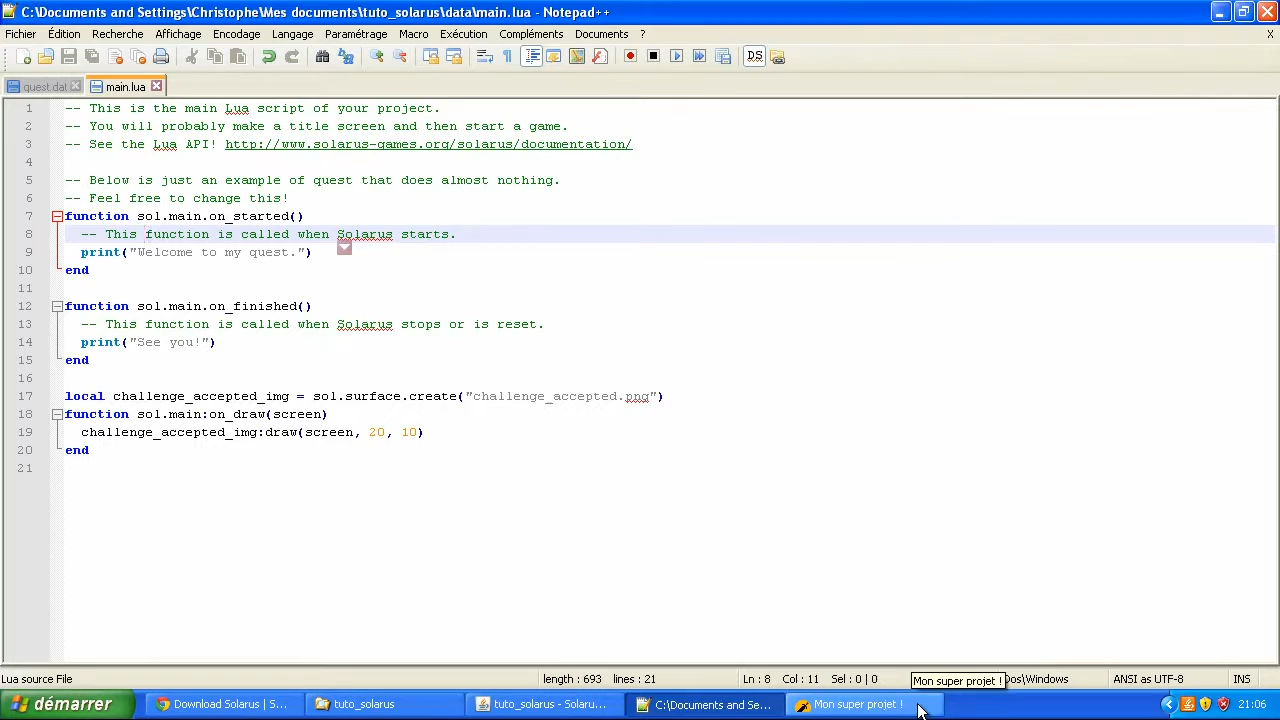 C:\Documents and Settings\Christophe\Mes documents\tuto_solarus\data\main.lua - Notepad++
Fichier Édition Recherche Affichage Encodage Langage Paramétrage Macro Exécution Compléments Documents ? X
quest.dat main.lua
1 -- This is the main Lua script of your project.
2 -- You will probably make a title screen and then start a game.
3 -- See the Lua API! http://www.solarus-games.org/solarus/documentation/
4
5 -- Below is just an example of quest that does almost nothing.
6 -- Feel free to change this!
7 function sol.main.on_started()
8 -- This function is called when Solarus starts.
9 print("Welcome to my quest.")
10 end
11
12 function sol.main.on_finished()
13 -- This function is called when Solarus stops or is reset.
14 print("See you!")
15 end
16
17 local challenge_accepted_img = sol.surface.create("challenge_accepted.png")
18 function sol.main:on_draw(screen)
19 challenge_accepted_img:draw(screen, 20, 10)
20 end
21
Mon super projet !
Lua source File length : 693 lines : 21 Ln : 8 Col : 11 Sel : 0 | 0 Dos\Windows ANSI as UTF-8 INS
démarrer Download Solarus | S... tuto_solarus tuto_solarus - Solaru... C:\Documents and Se... Mon super projet ! 21:06